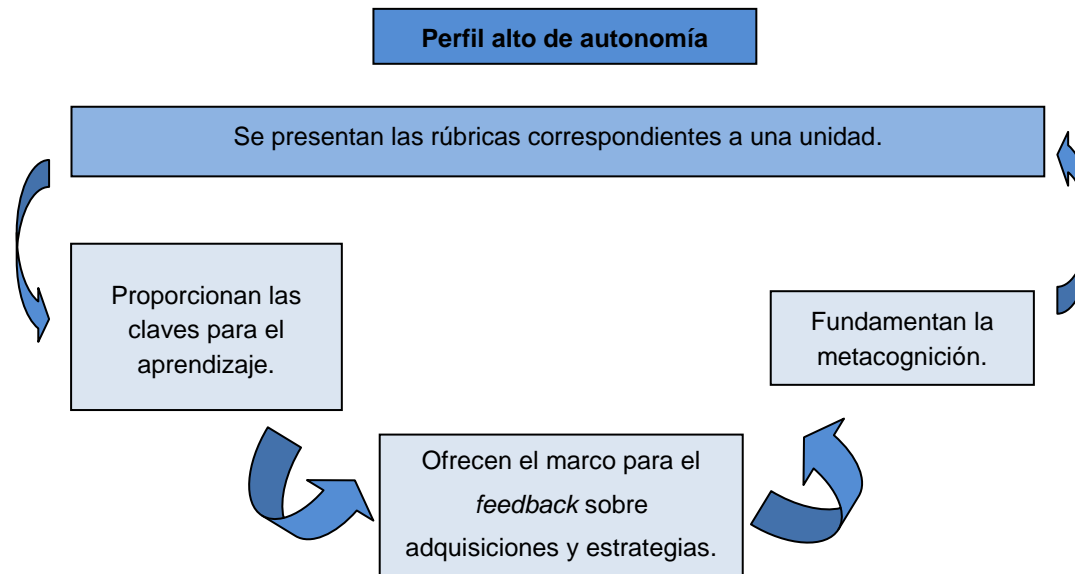 Perfil alto de autonomía
Se presentan las rúbricas correspondientes a una unidad.
Proporcionan las
claves para el
aprendizaje.
Fundamentan la
metacognición.
Ofrecen el marco para el
feedback sobre
adquisiciones y estrategias.